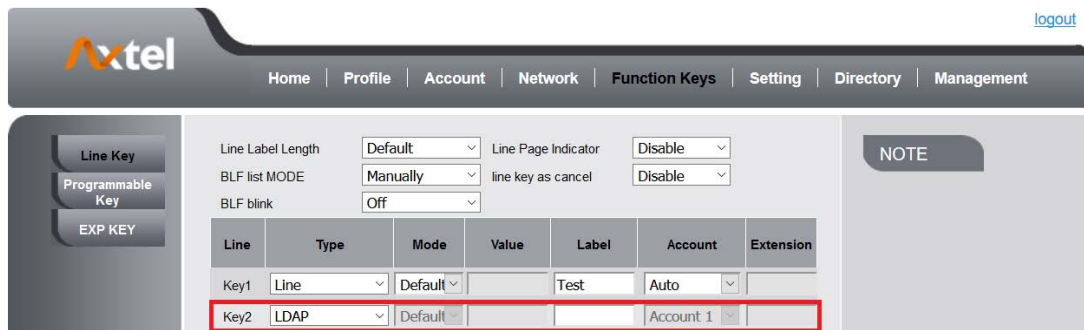 logout
Axtel
Home | Profile | Account | Network | Function Keys | Setting | Directory | Management
Line Key
Programmable Key
EXP KEY
Line Label Length Default Line Page Indicator Disable
BLF list MODE Manually line key as cancel Disable
BLF blink Off
Line Type Mode Value Label Account Extension
Key1 Line Default Test Auto
Key2 LDAP Default Account 1
NOTE